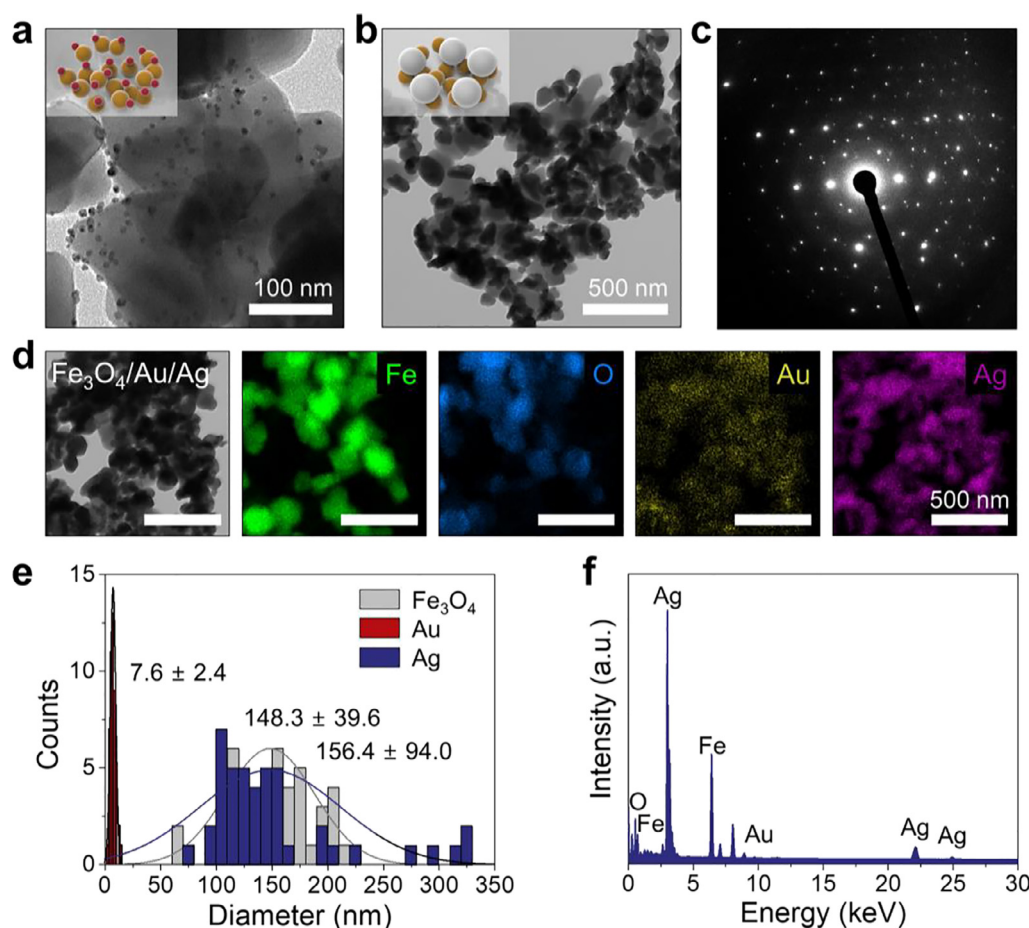 a
b
c
100 nm
500 nm
d
Fe₃O₄/Au/Ag
Fe
O
Au
Ag
500 nm
e
15
10
5
0
Counts
Fe₃O₄
Au
Ag
7.6 ± 2.4
148.3 ± 39.6
156.4 ± 94.0
0 50 100 150 200 250 300 350
Diameter (nm)
f
Intensity (a.u.)
Ag
Fe
O
Fe
Au
Ag
Ag
0 5 10 15 20 25 30
Energy (keV)